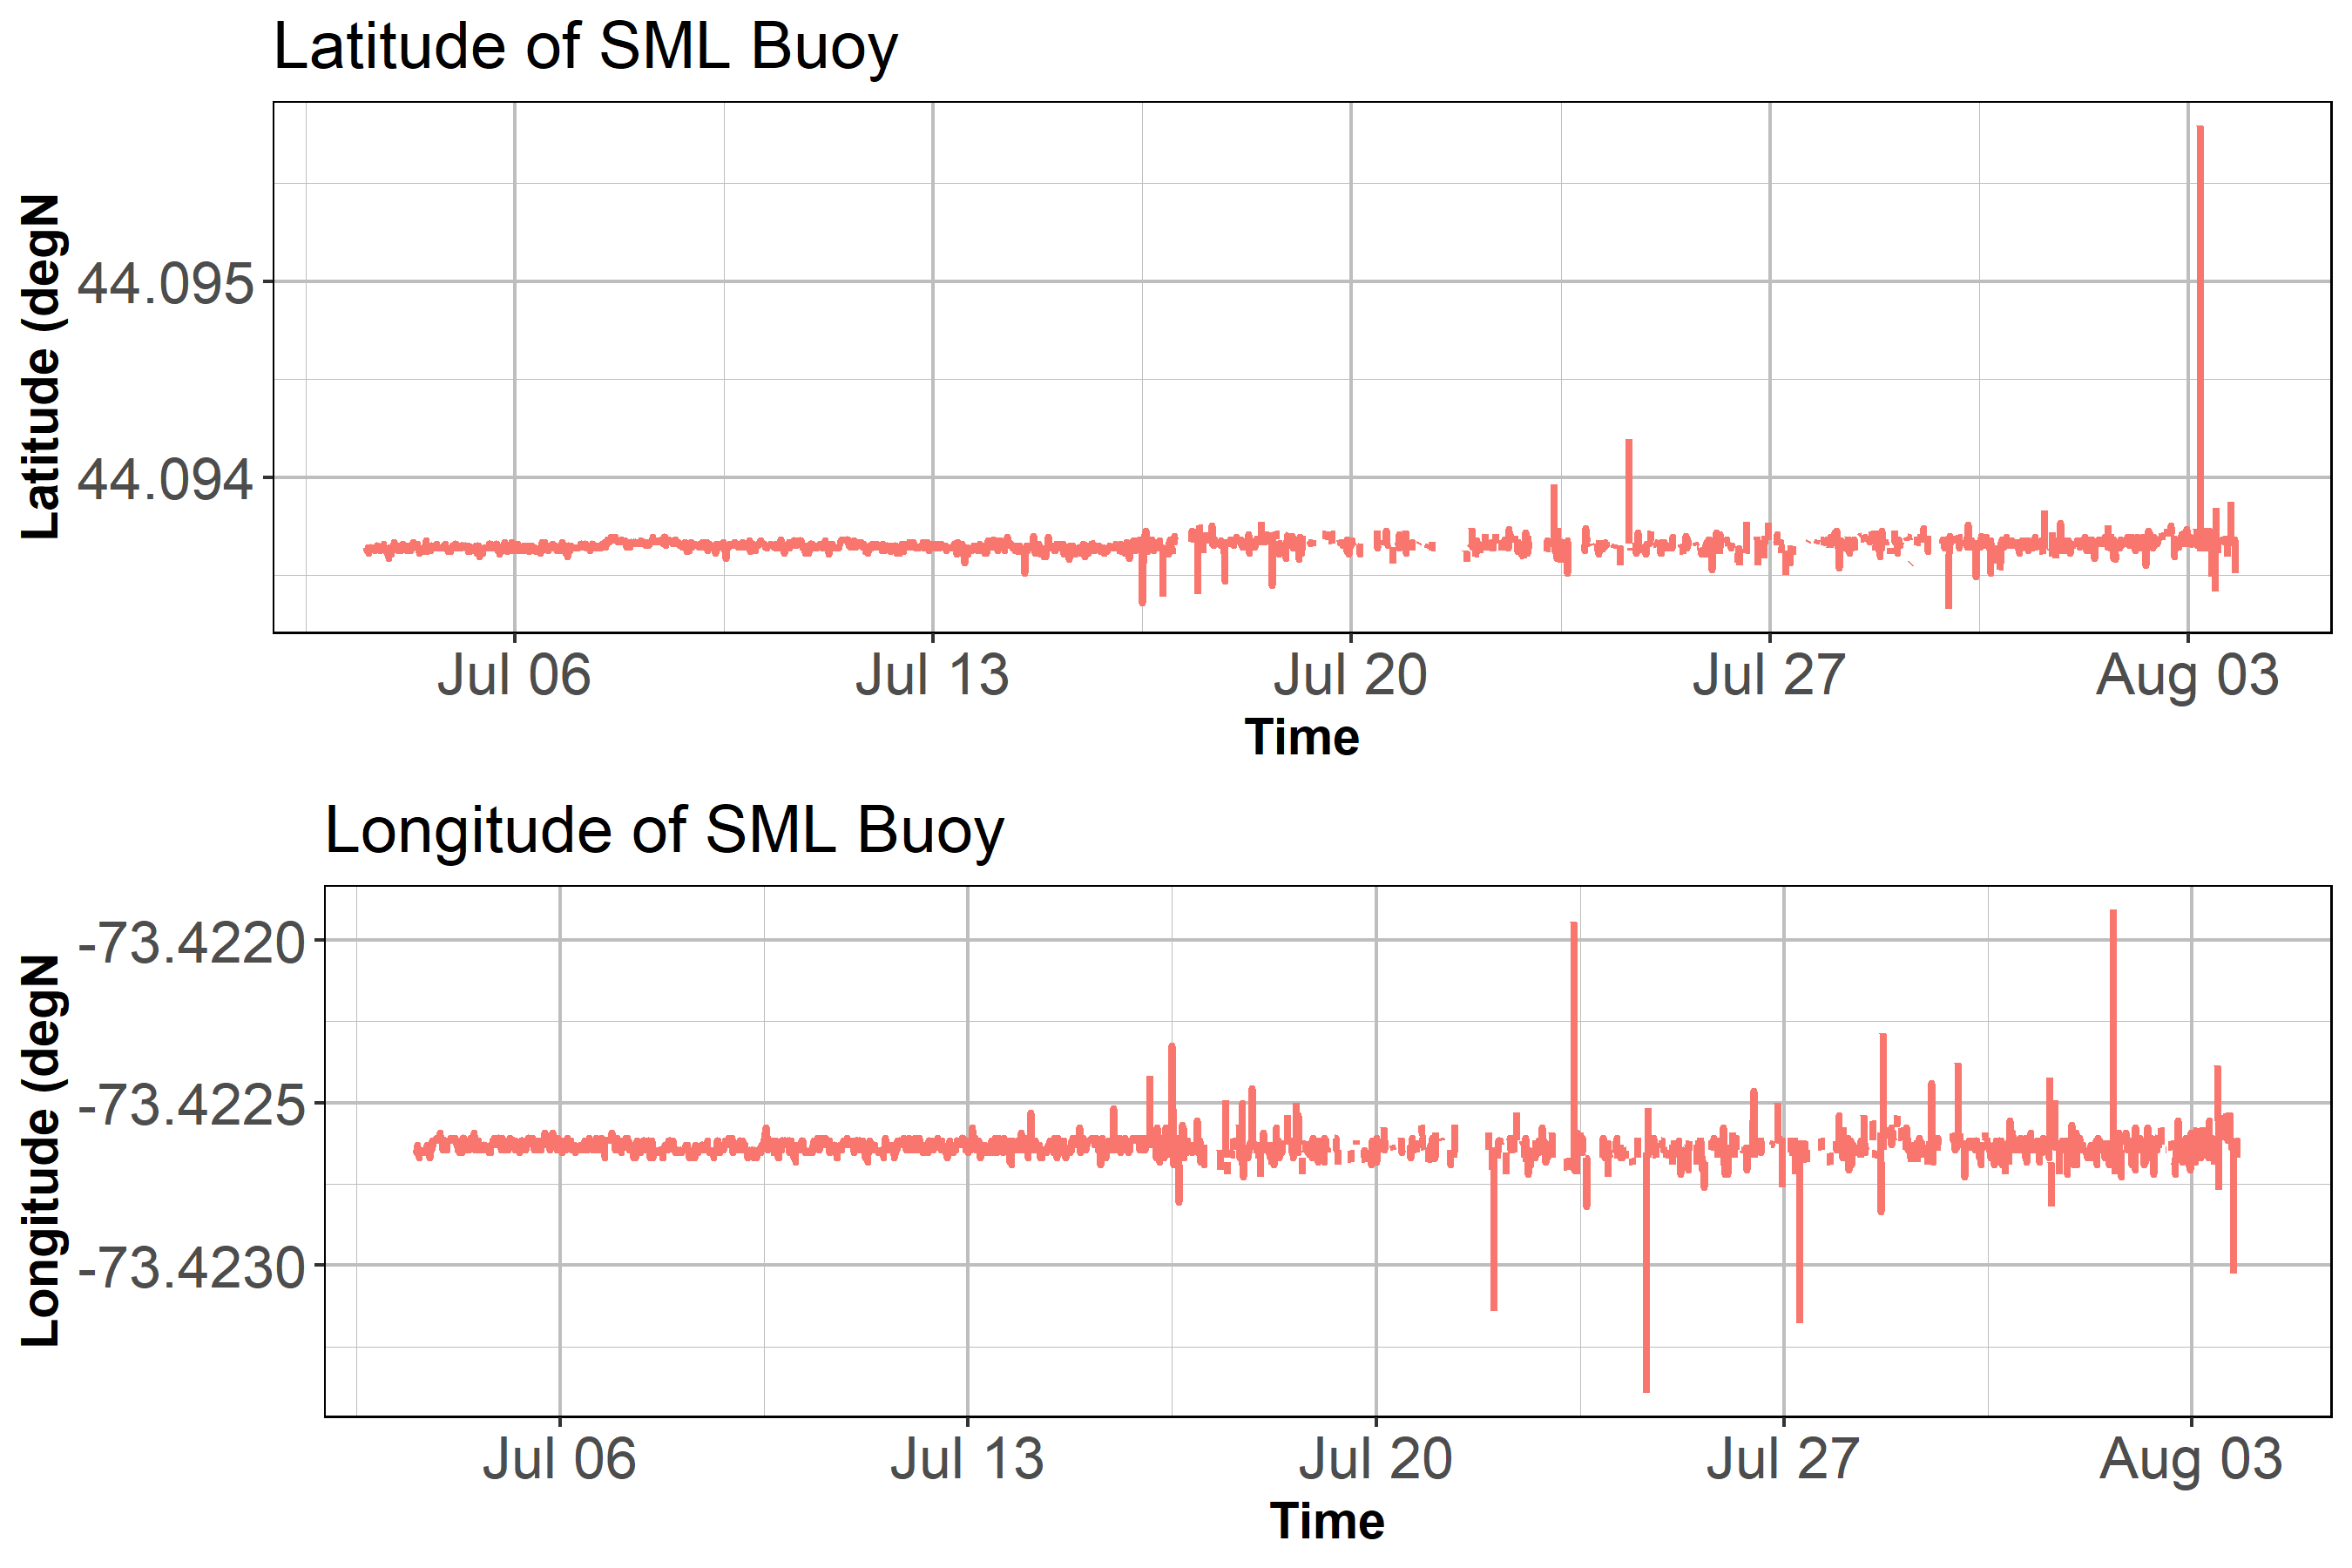 Latitude of SML Buoy
Latitude (degN
44.095
44.094
Jul 06 Jul 13 Jul 20 Jul 27 Aug 03
Time
Longitude of SML Buoy
Longitude (degN
-73.4220
-73.4225
-73.4230
Jul 06 Jul 13 Jul 20 Jul 27 Aug 03
Time